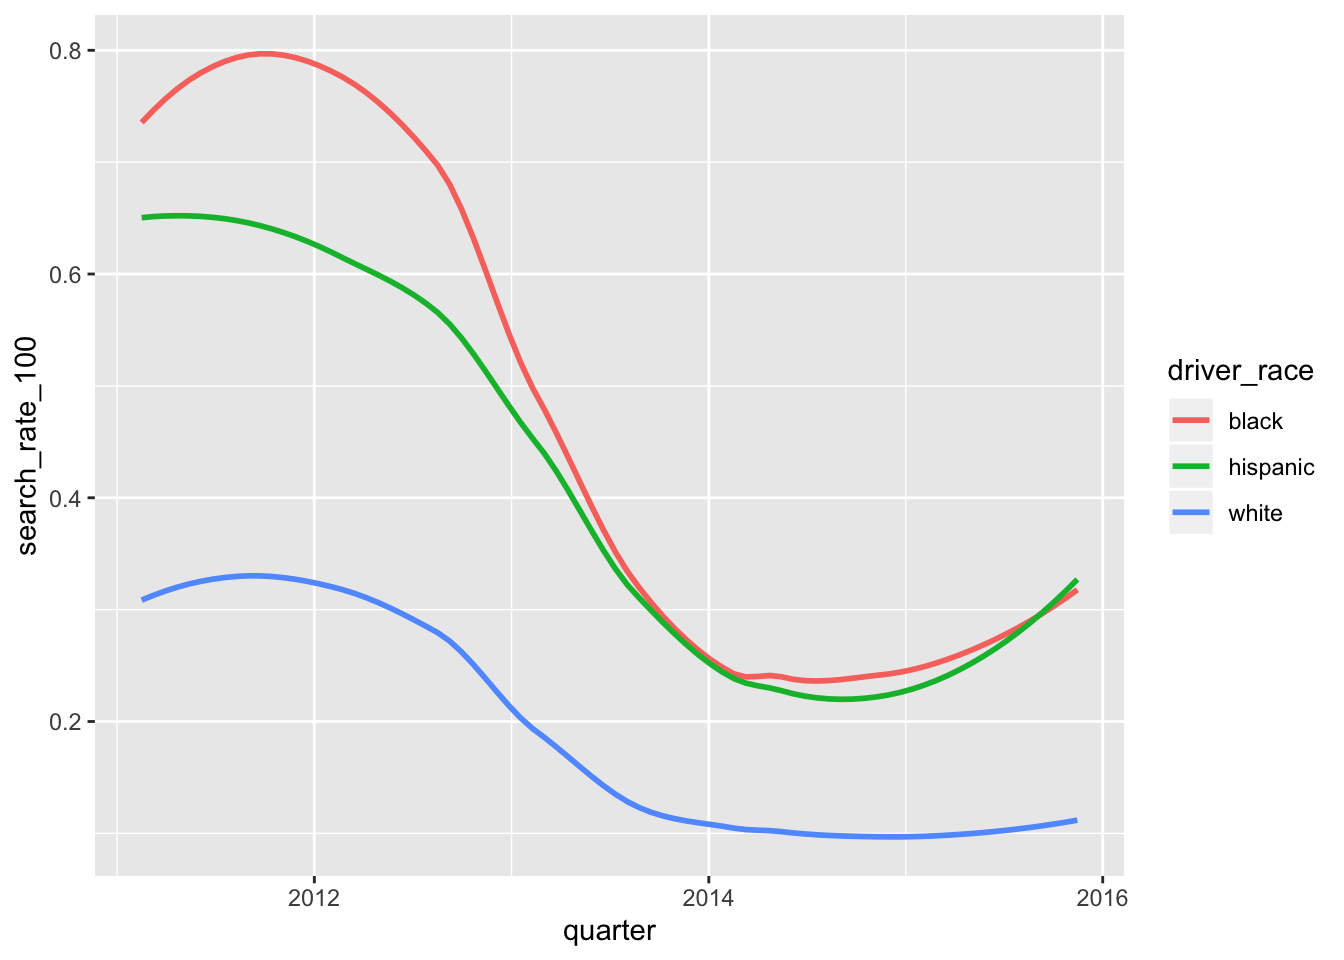 search_rate_100
0.8
0.6
0.4
0.2
2012
2014
2016
quarter
driver_race
black
hispanic
white